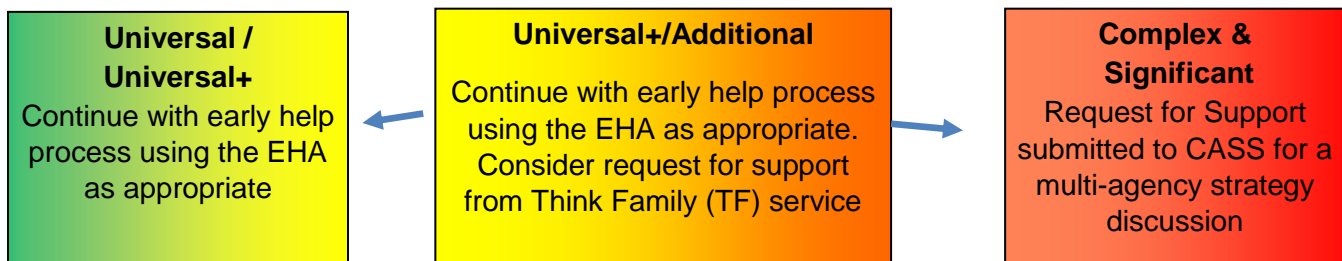 Universal /
Universal+
Continue with early help
process using the EHA
as appropriate
Universal+/Additional
Continue with early help process
using the EHA as appropriate.
Consider request for support
from Think Family (TF) service
Complex &
Significant
Request for Support
submitted to CASS for a
multi-agency strategy
discussion